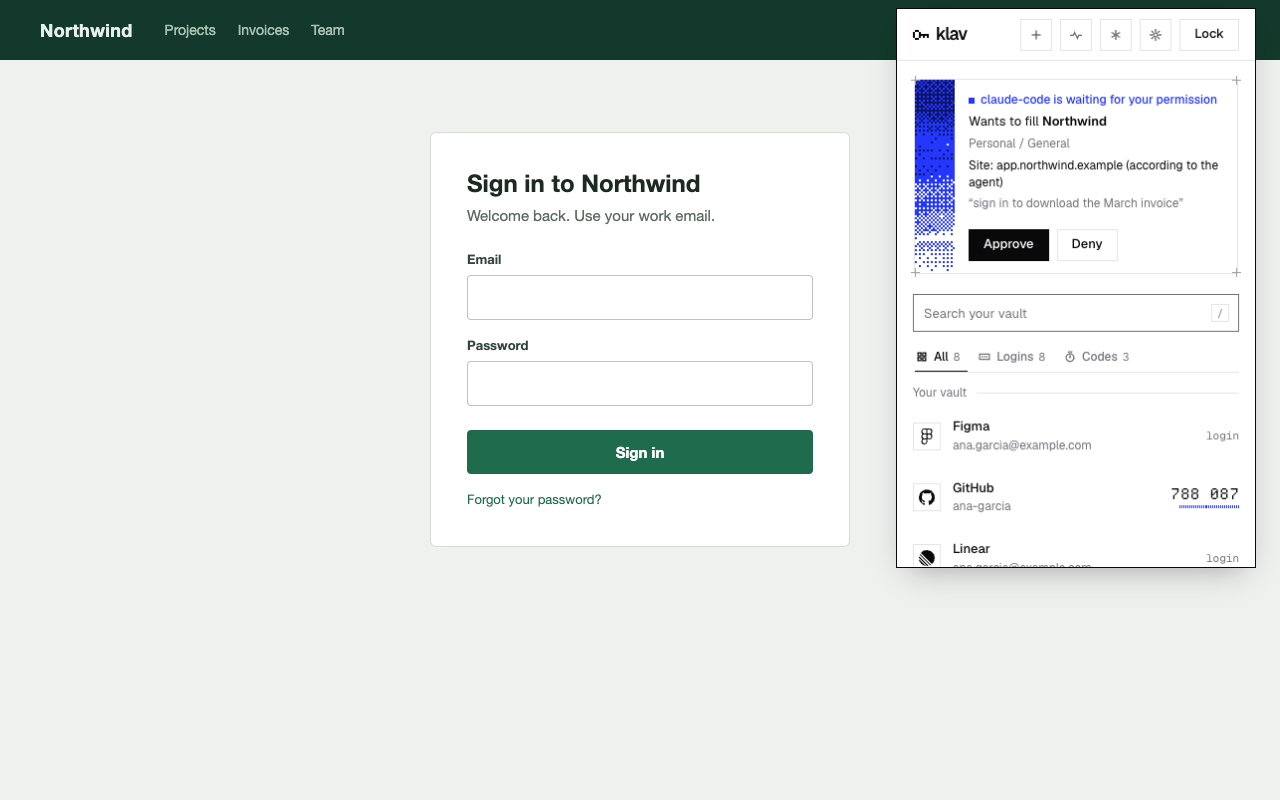 Northwind
Projects
Invoices
Team
Sign in to Northwind
Welcome back. Use your work email.
Email
Password
Sign in
Forgot your password?
klav
Lock
claude-code is waiting for your permission
Wants to fill Northwind
Personal / General
Site: app.northwind.example (according to the
agent)
“sign in to download the March invoice”
Approve
Deny
Search your vault
/
All 8
Logins 8
Codes 3
Your vault
Figma
ana.garcia@example.com
login
GitHub
ana-garcia
788 087
Linear
ana.garcia@example.com
login